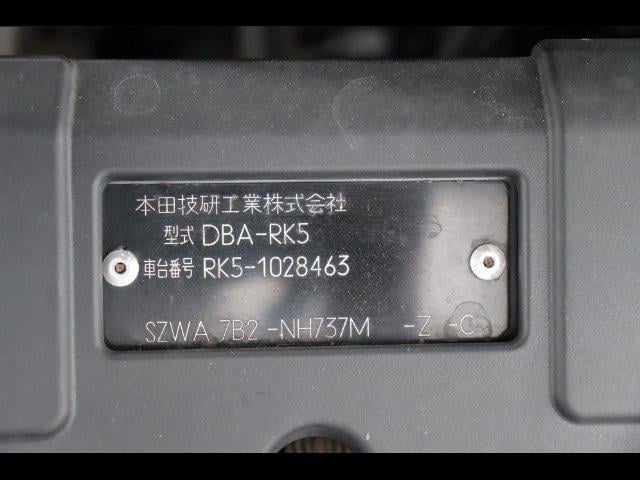 本田技研工業株式会社
型式 DBA-RK5
車台番号 RK5-1028463
SZWA 7B2 -NH737M -Z -C